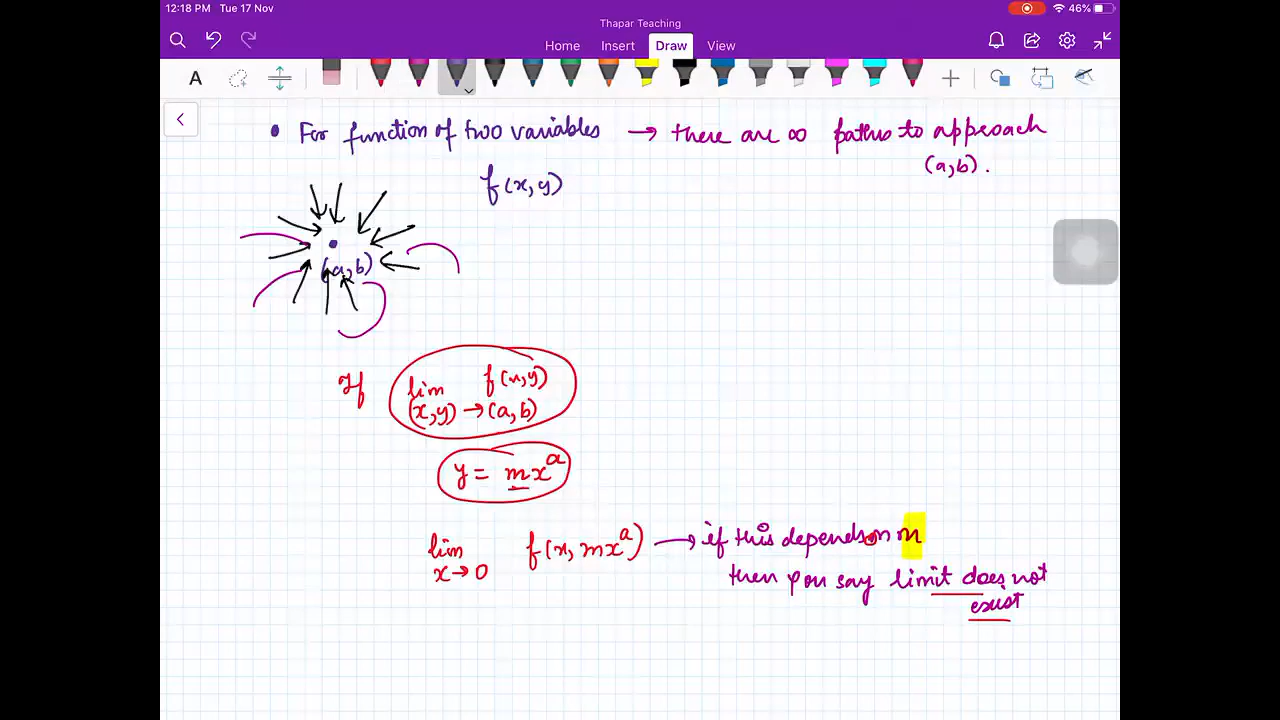 12:18 PM Tue 17 Nov
46%
Thapar Teaching
Home Insert Draw View
A
• For function of two variables → there are ∞ paths to approach
(a,b).
f(x,y)
(a,b)
If lim f(x,y)
(x,y) → (a,b)
y = mx^a
lim f(x, mx^a) → if this depends on m
x → 0
then you say limit does not
exist